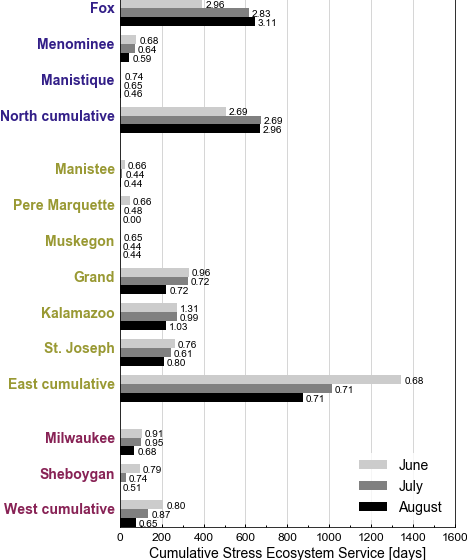 Fox 2.96
2.83
3.11
Menominee 0.68
0.64
0.59
Manistique 0.74
0.65
0.46
North cumulative 2.69
2.69
2.96
Manistee 0.66
0.44
0.44
Pere Marquette 0.66
0.48
0.00
Muskegon 0.65
0.44
0.44
Grand 0.96
0.72
0.72
Kalamazoo 1.31
0.99
1.03
St. Joseph 0.76
0.61
0.80
East cumulative 0.68
0.71
0.71
Milwaukee 0.91
0.95
0.68
Sheboygan 0.79
0.74
0.51
West cumulative 0.80
0.87
0.65
June
July
August
0 200 400 600 800 1000 1200 1400 1600
Cumulative Stress Ecosystem Service [days]